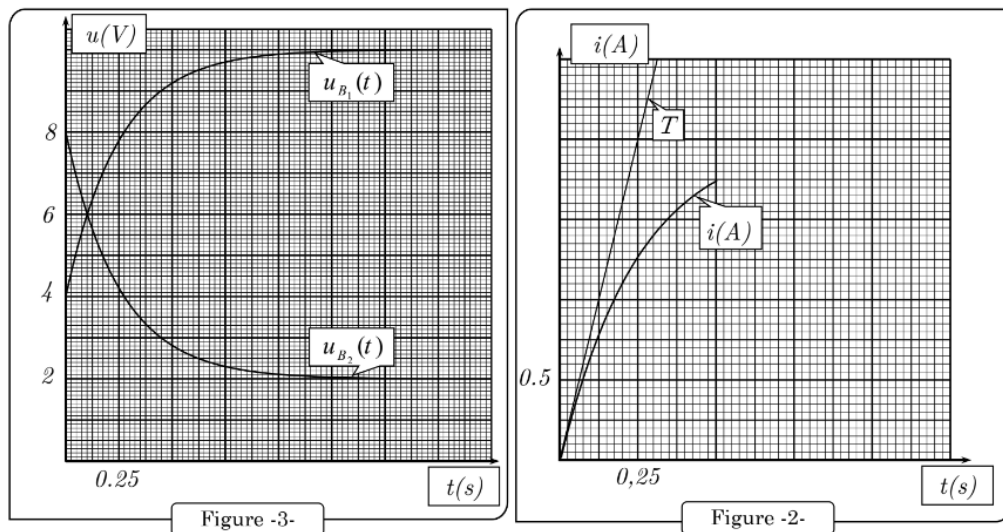 u(V)
u_{B_1}(t)
8
6
4
u_{B_2}(t)
2
0.25
t(s)
Figure -3-
i(A)
T
i(A)
0.5
0,25
t(s)
Figure -2-